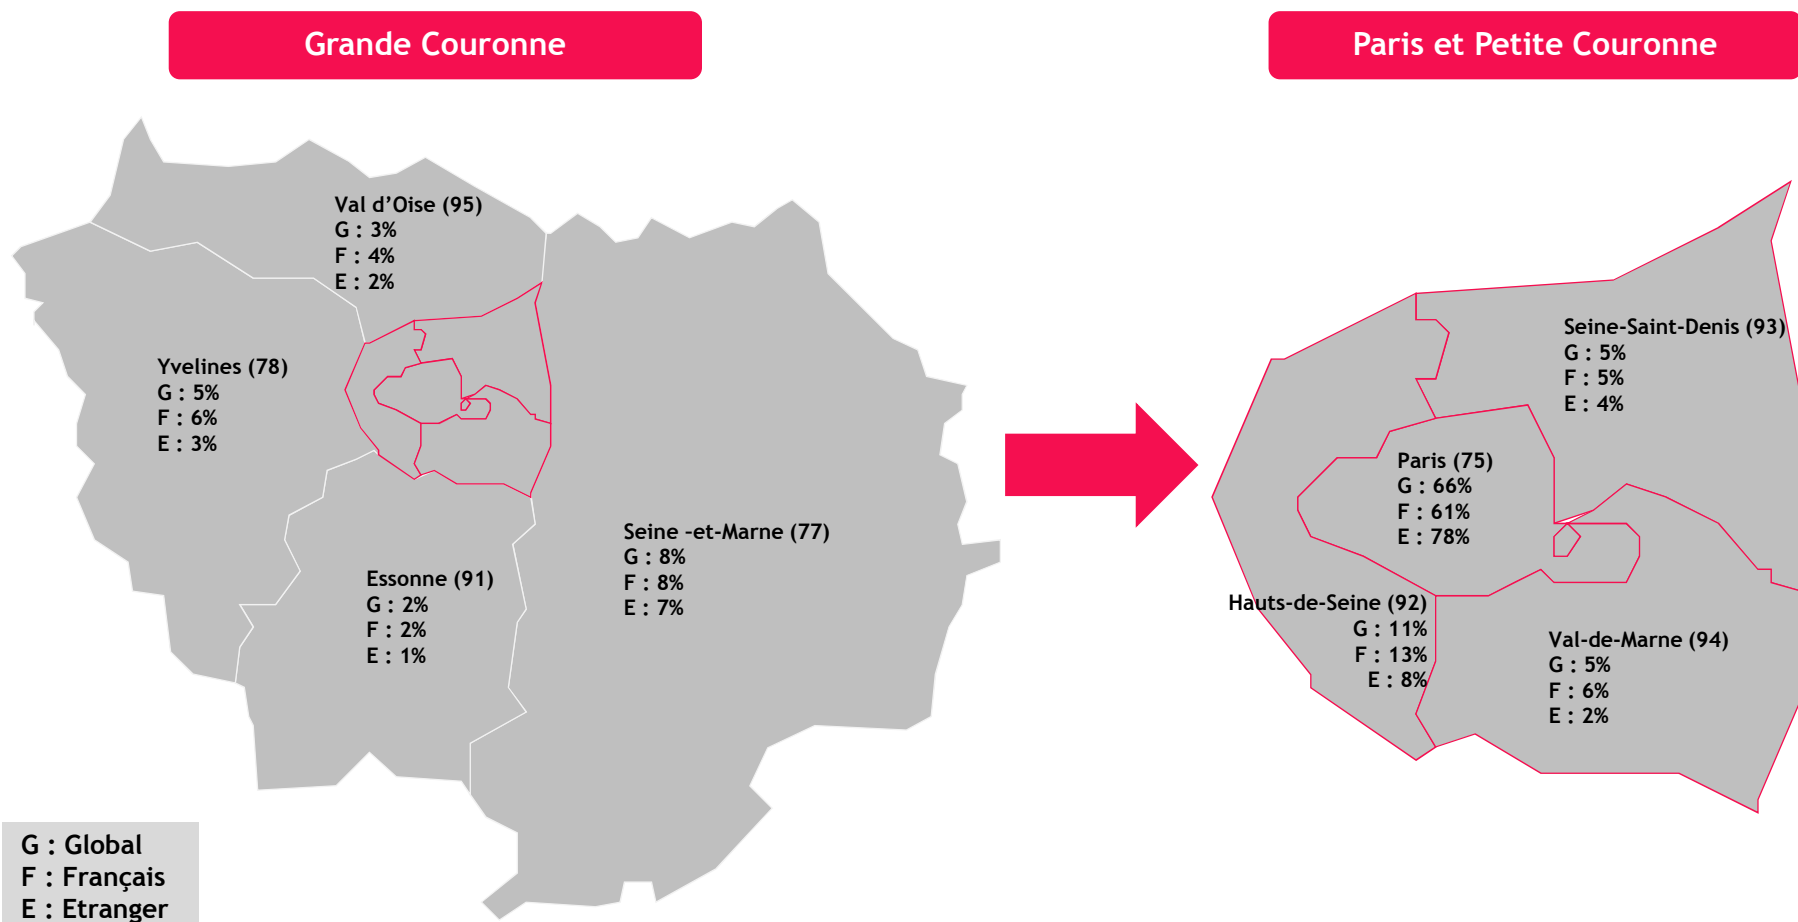 Grande Couronne
Paris et Petite Couronne
Val d’Oise (95)
G : 3%
F : 4%
E : 2%
Yvelines (78)
G : 5%
F : 6%
E : 3%
Essonne (91)
G : 2%
F : 2%
E : 1%
Seine -et-Marne (77)
G : 8%
F : 8%
E : 7%
Seine-Saint-Denis (93)
G : 5%
F : 5%
E : 4%
Paris (75)
G : 66%
F : 61%
E : 78%
Hauts-de-Seine (92)
G : 11%
F : 13%
E : 8%
Val-de-Marne (94)
G : 5%
F : 6%
E : 2%
G : Global
F : Français
E : Etranger